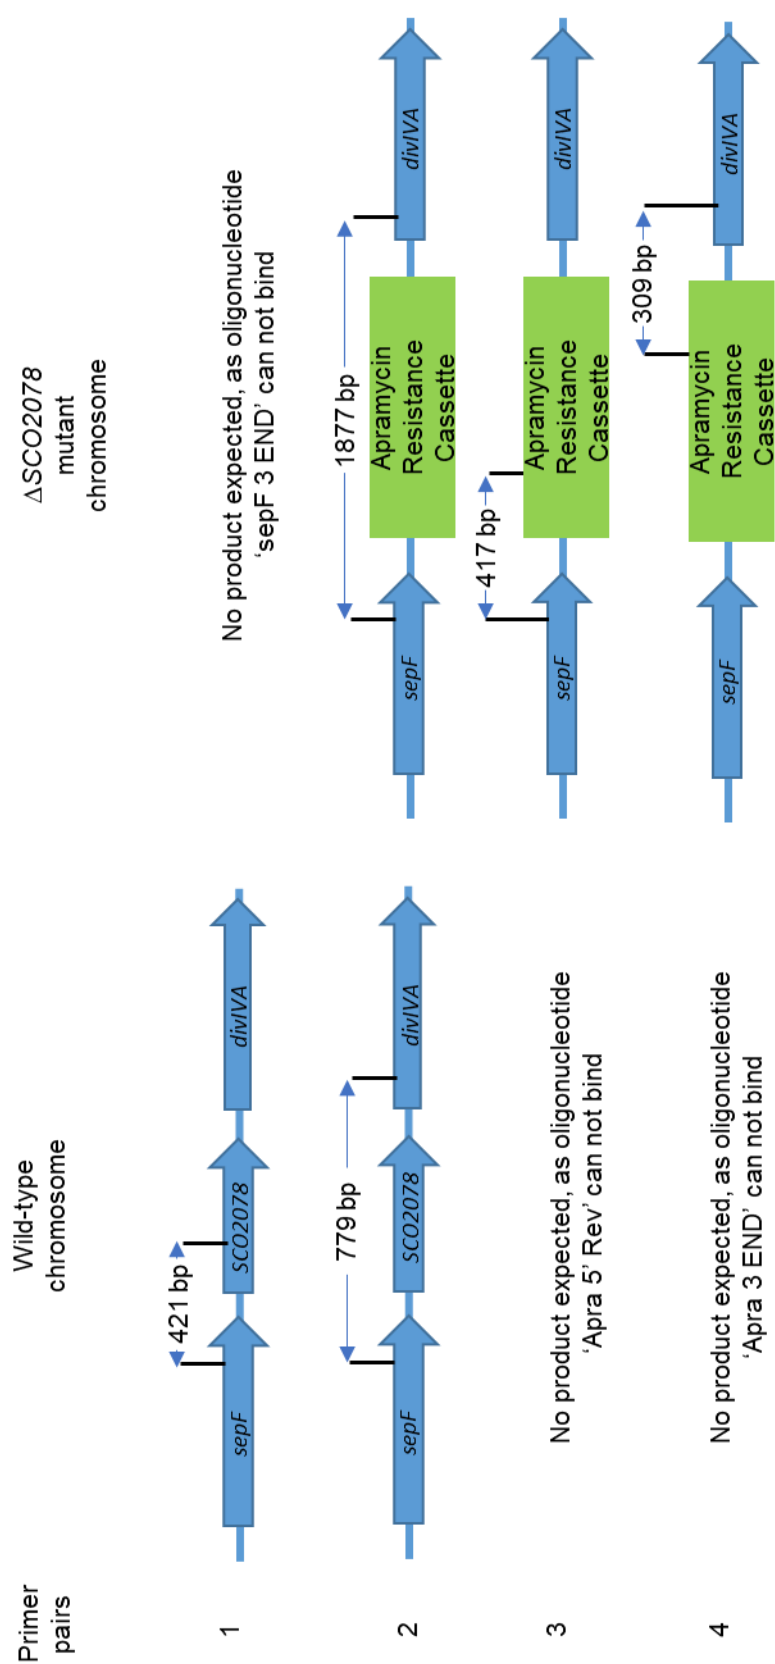 Primer
pairs
Wild-type
chromosome
ΔSCO2078
mutant
chromosome
1
421 bp
sepF
SCO2078
divIVA
No product expected, as oligonucleotide
‘sepF 3 END’ can not bind
2
779 bp
sepF
SCO2078
divIVA
1877 bp
sepF
Apramycin
Resistance
Cassette
divIVA
3
No product expected, as oligonucleotide
‘Apra 5’ Rev’ can not bind
417 bp
sepF
Apramycin
Resistance
Cassette
divIVA
4
No product expected, as oligonucleotide
‘Apra 3 END’ can not bind
309 bp
sepF
Apramycin
Resistance
Cassette
divIVA